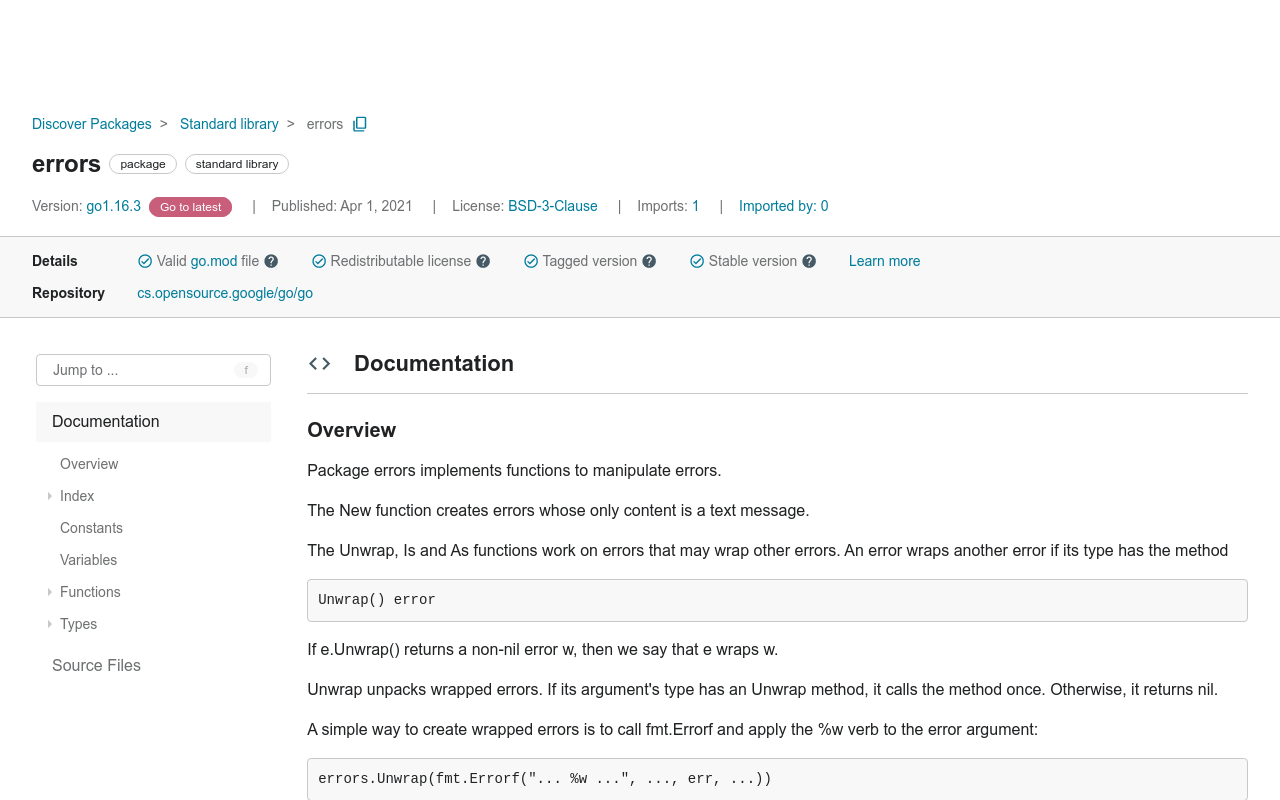 Discover Packages > Standard library > errors
errors package standard library
Version: go1.16.3 Go to latest | Published: Apr 1, 2021 | License: BSD-3-Clause | Imports: 1 | Imported by: 0
Details Valid go.mod file ? Redistributable license ? Tagged version ? Stable version ? Learn more
Repository cs.opensource.google/go/go
Jump to ... f
Documentation
Overview
Index
Constants
Variables
Functions
Types
Source Files
Documentation
Overview
Package errors implements functions to manipulate errors.
The New function creates errors whose only content is a text message.
The Unwrap, Is and As functions work on errors that may wrap other errors. An error wraps another error if its type has the method
Unwrap() error
If e.Unwrap() returns a non-nil error w, then we say that e wraps w.
Unwrap unpacks wrapped errors. If its argument's type has an Unwrap method, it calls the method once. Otherwise, it returns nil.
A simple way to create wrapped errors is to call fmt.Errorf and apply the %w verb to the error argument:
errors.Unwrap(fmt.Errorf("... %w ...", ..., err, ...))